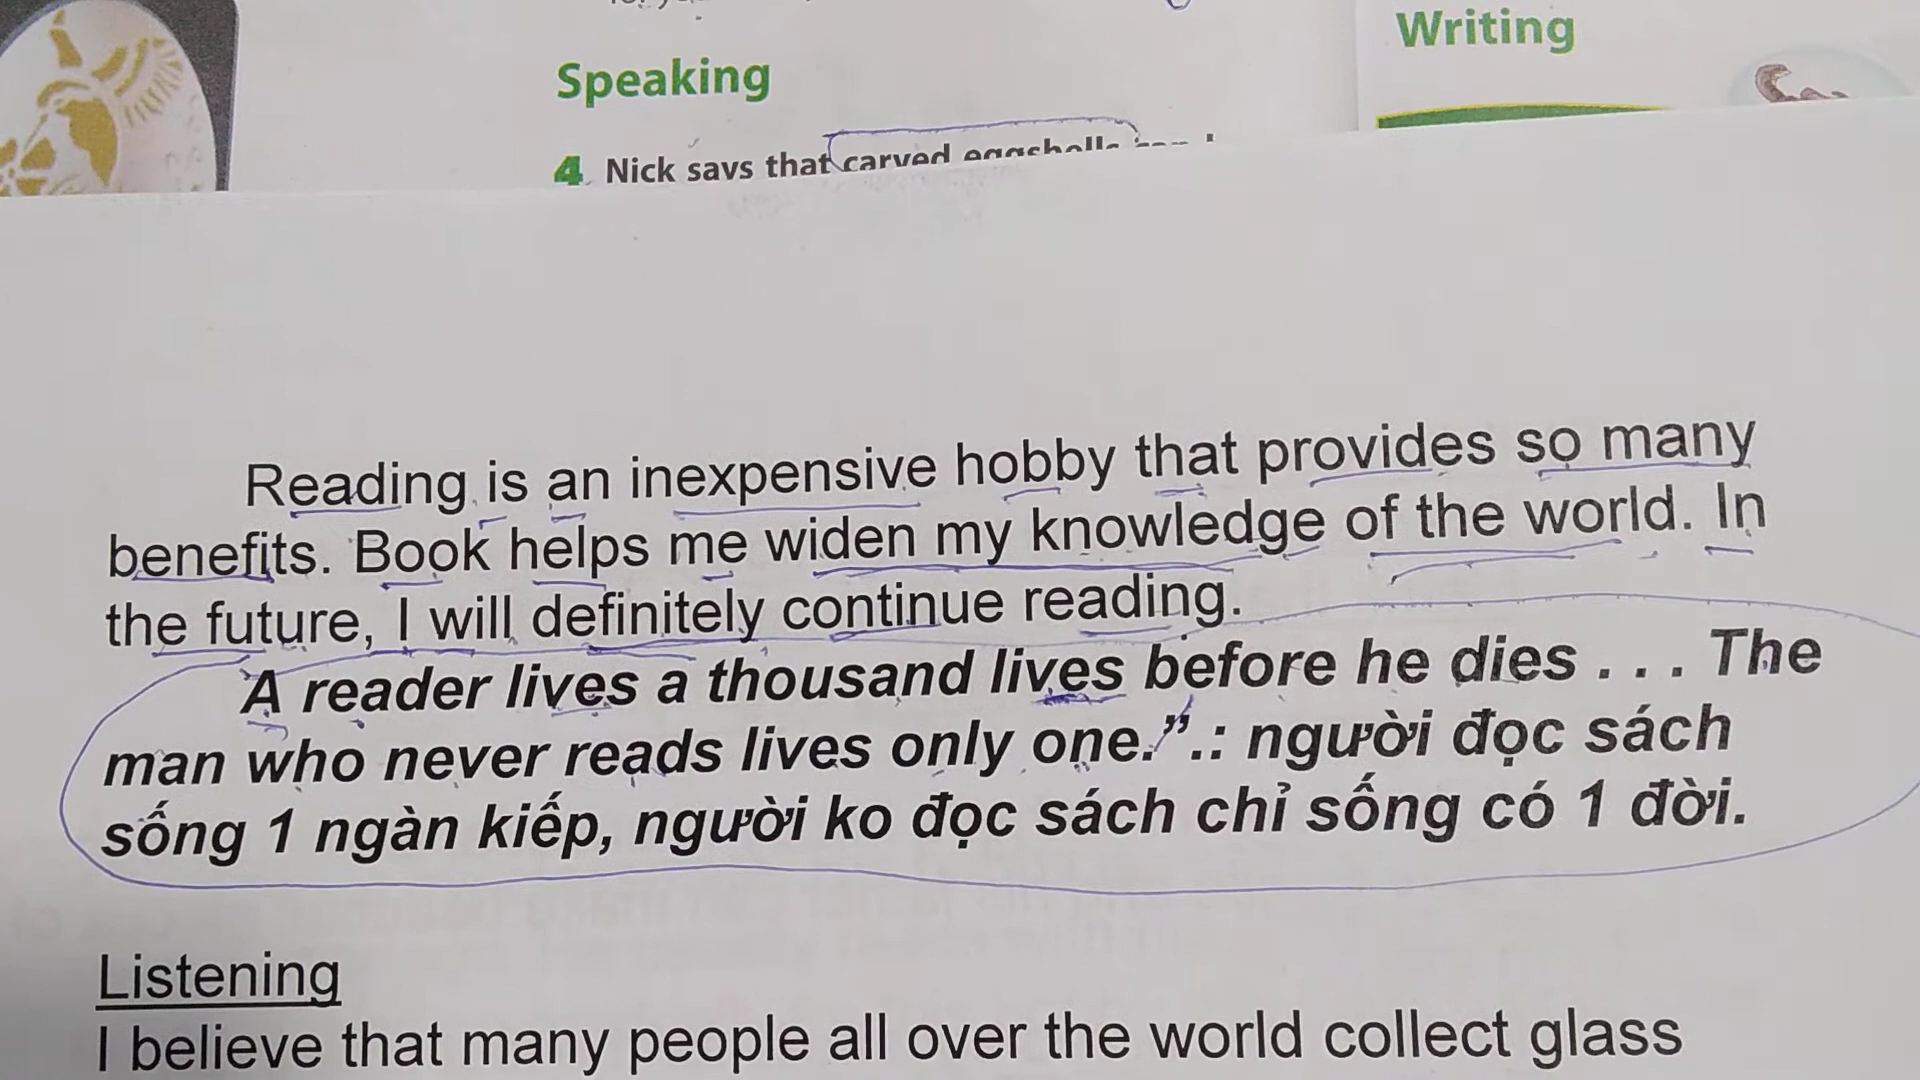 Speaking
Writing
4 Nick says that carved eggshells
Reading is an inexpensive hobby that provides so many
benefits. Book helps me widen my knowledge of the world. In
the future, I will definitely continue reading.
A reader lives a thousand lives before he dies . . . The
man who never reads lives only one.”.: người đọc sách
sống 1 ngàn kiếp, người ko đọc sách chỉ sống có 1 đời.
Listening
I believe that many people all over the world collect glass